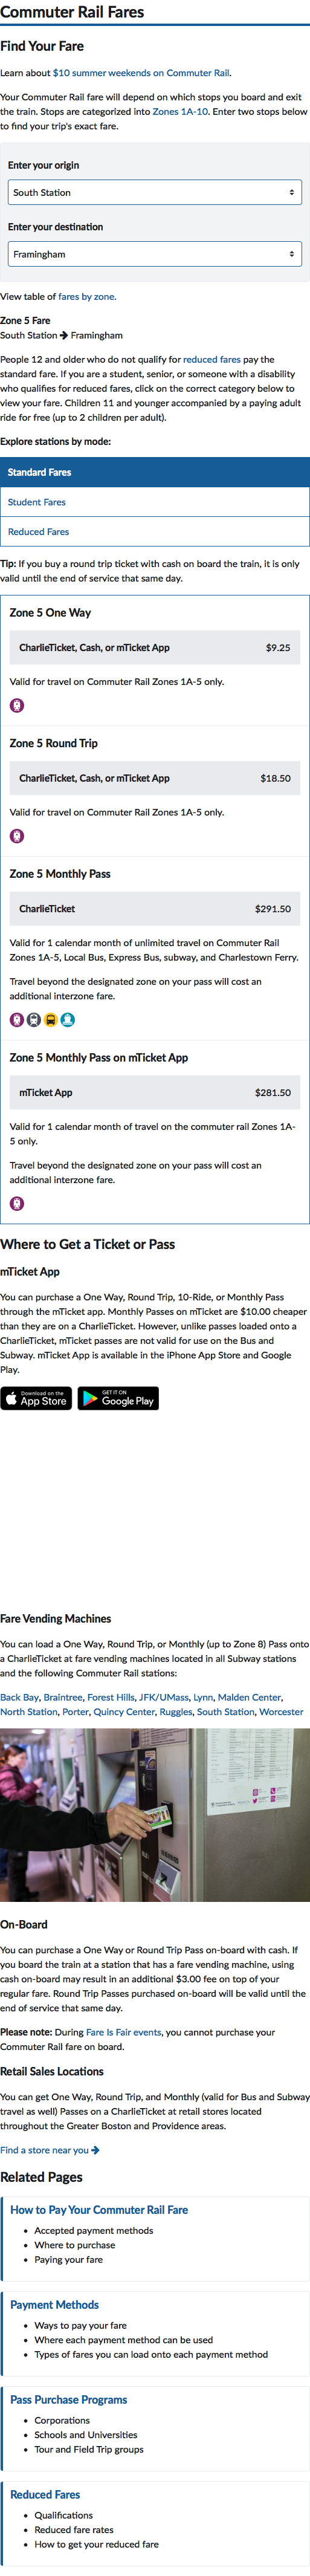 Commuter Rail Fares
Find Your Fare
Learn about $10 summer weekends on Commuter Rail.
Your Commuter Rail fare will depend on which stops you board and exit
the train. Stops are categorized into Zones 1A-10. Enter two stops below
to find your trip's exact fare.
Enter your origin
South Station
Enter your destination
Framingham
View table of fares by zone.
Zone 5 Fare
South Station → Framingham
People 12 and older who do not qualify for reduced fares pay the
standard fare. If you are a student, senior, or someone with a disability
who qualifies for reduced fares, click on the correct category below to
view your fare. Children 11 and younger accompanied by a paying adult
ride for free (up to 2 children per adult).
Explore stations by mode:
Standard Fares
Student Fares
Reduced Fares
Tip: If you buy a round trip ticket with cash on board the train, it is only
valid until the end of service that same day.
Zone 5 One Way
CharlieTicket, Cash, or mTicket App $9.25
Valid for travel on Commuter Rail Zones 1A-5 only.
Zone 5 Round Trip
CharlieTicket, Cash, or mTicket App $18.50
Valid for travel on Commuter Rail Zones 1A-5 only.
Zone 5 Monthly Pass
CharlieTicket $291.50
Valid for 1 calendar month of unlimited travel on Commuter Rail
Zones 1A-5, Local Bus, Express Bus, subway, and Charlestown Ferry.
Travel beyond the designated zone on your pass will cost an
additional interzone fare.
Zone 5 Monthly Pass on mTicket App
mTicket App $281.50
Valid for 1 calendar month of travel on the commuter rail Zones 1A-
5 only.
Travel beyond the designated zone on your pass will cost an
additional interzone fare.
Where to Get a Ticket or Pass
mTicket App
You can purchase a One Way, Round Trip, 10-Ride, or Monthly Pass
through the mTicket app. Monthly Passes on mTicket are $10.00 cheaper
than they are on a CharlieTicket. However, unlike passes loaded onto a
CharlieTicket, mTicket passes are not valid for use on the Bus and
Subway. mTicket App is available in the iPhone App Store and Google
Play.
Download on the App Store GET IT ON Google Play
Fare Vending Machines
You can load a One Way, Round Trip, or Monthly (up to Zone 8) Pass onto
a CharlieTicket at fare vending machines located in all Subway stations
and the following Commuter Rail stations:
Back Bay, Braintree, Forest Hills, JFK/UMass, Lynn, Malden Center,
North Station, Porter, Quincy Center, Ruggles, South Station, Worcester
On-Board
You can purchase a One Way or Round Trip Pass on-board with cash. If
you board the train at a station that has a fare vending machine, using
cash on-board may result in an additional $3.00 fee on top of your
regular fare. Round Trip Passes purchased on-board will be valid until the
end of service that same day.
Please note: During Fare Is Fair events, you cannot purchase your
Commuter Rail fare on board.
Retail Sales Locations
You can get One Way, Round Trip, and Monthly (valid for Bus and Subway
travel as well) Passes on a CharlieTicket at retail stores located
throughout the Greater Boston and Providence areas.
Find a store near you →
Related Pages
How to Pay Your Commuter Rail Fare
• Accepted payment methods
• Where to purchase
• Paying your fare
Payment Methods
• Ways to pay your fare
• Where each payment method can be used
• Types of fares you can load onto each payment method
Pass Purchase Programs
• Corporations
• Schools and Universities
• Tour and Field Trip groups
Reduced Fares
• Qualifications
• Reduced fare rates
• How to get your reduced fare